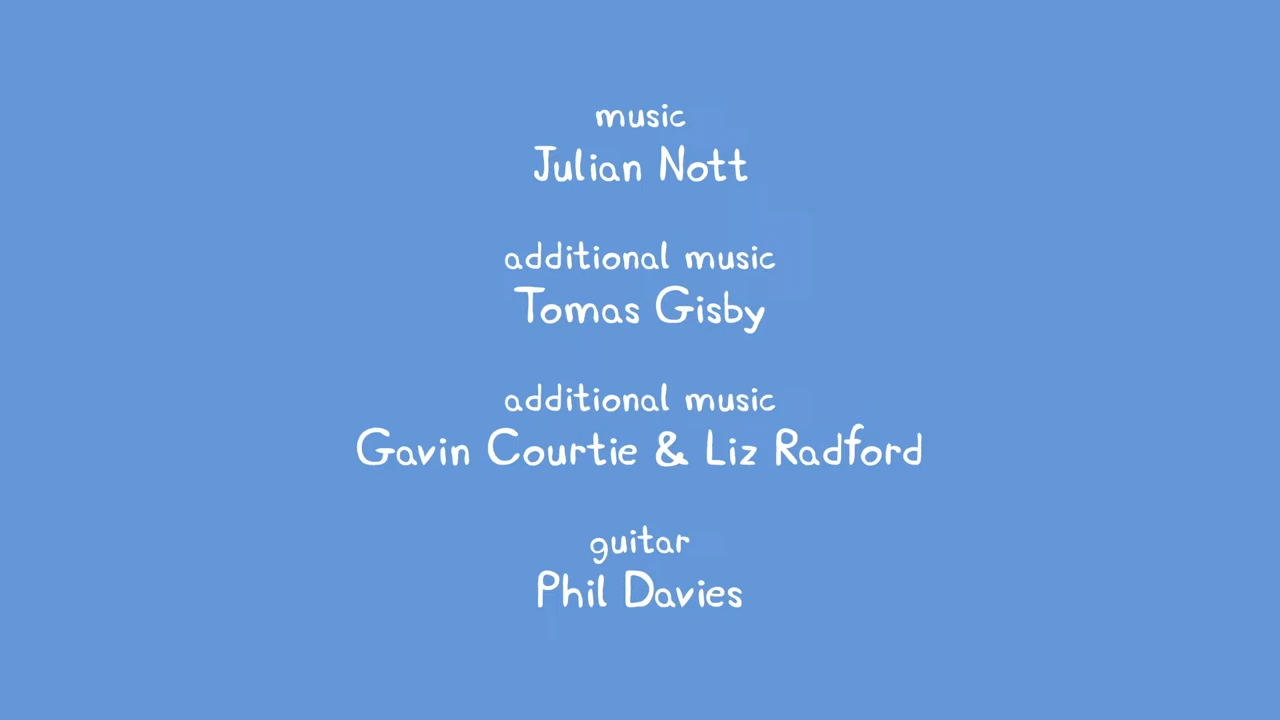 music
Julian Nott
additional music
Tomas Gisby
additional music
Gavin Courtie & Liz Radford
guitar
Phil Davies